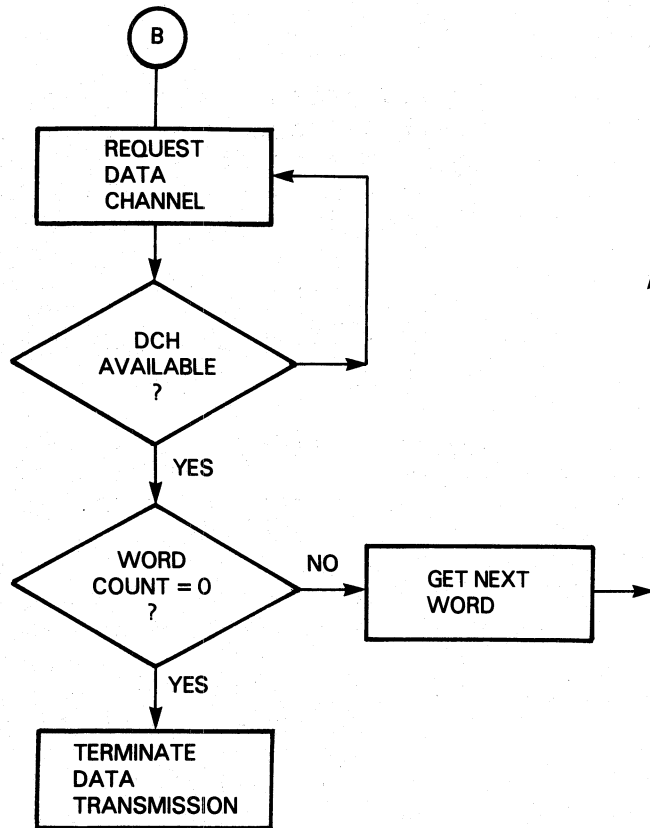 B
REQUEST
DATA
CHANNEL
DCH
AVAILABLE
?
YES
WORD
COUNT = 0
?
NO
GET NEXT
WORD
YES
TERMINATE
DATA
TRANSMISSION